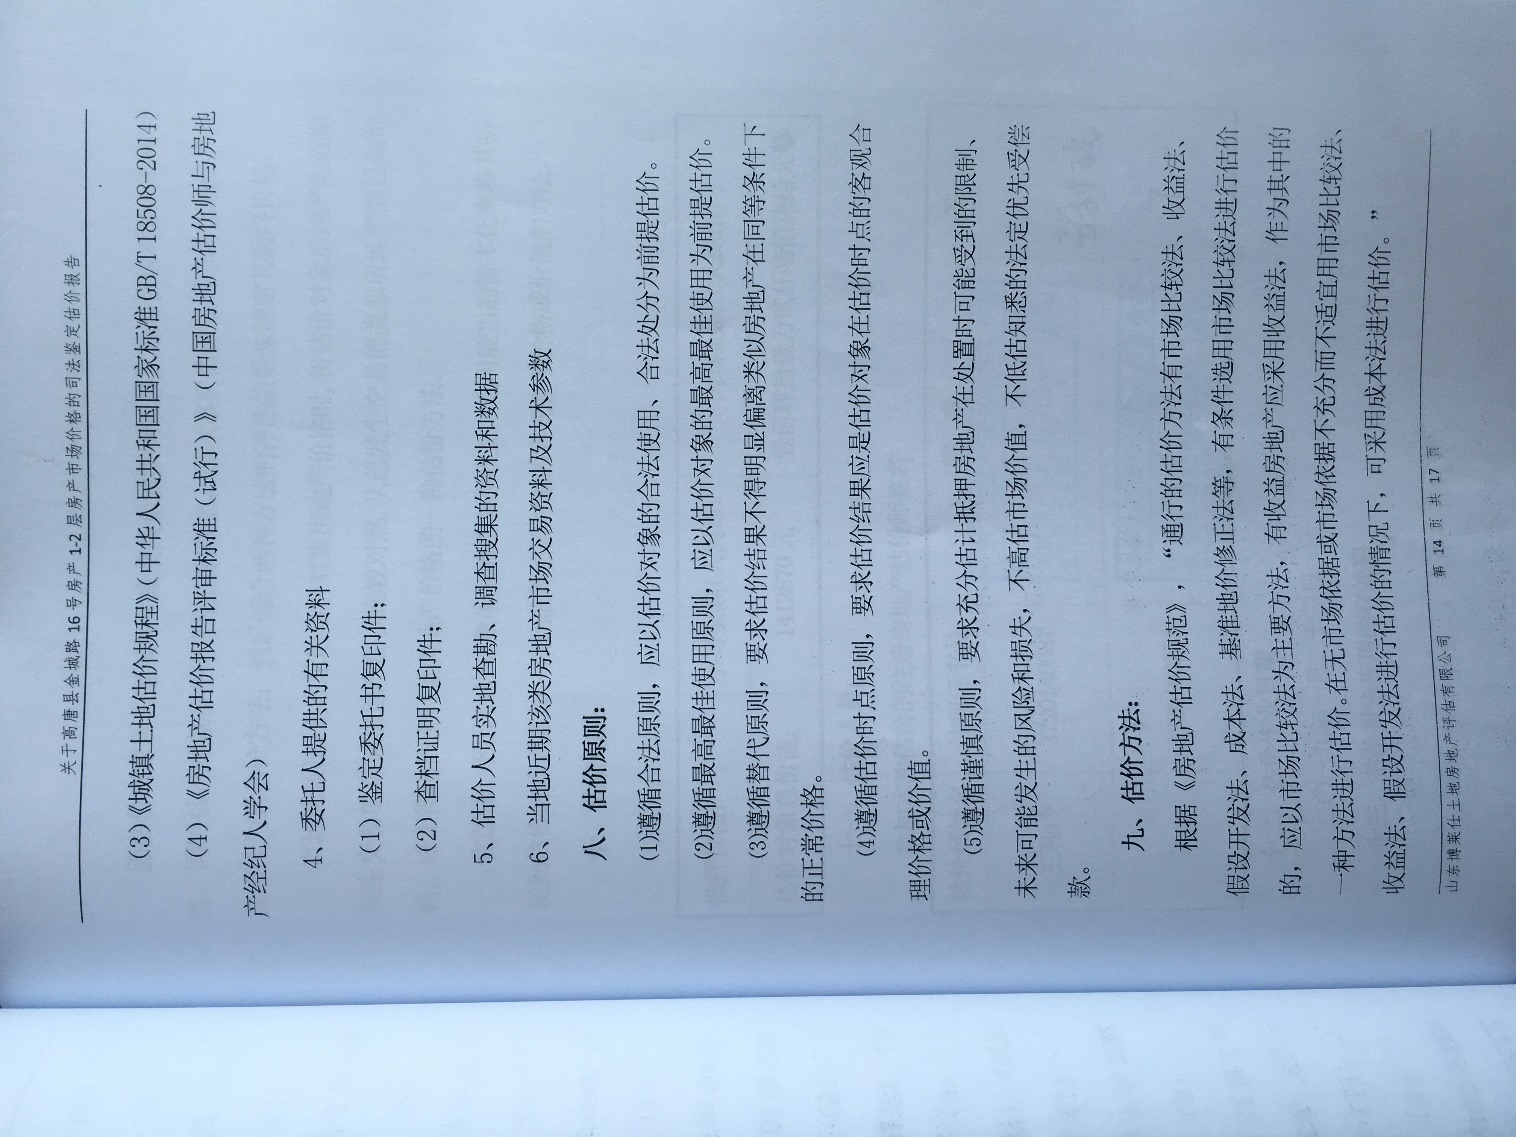 关于高唐县金城路 16 号房产 1-2 层房产市场价格的司法鉴定估价报告
(3)《城镇土地估价规程》（中华人民共和国国家标准 GB/T18508-2014）
（4）《房地产估价报告评审标准（试行）》（中国房地产估价师与房地
产经纪人学会）
4、委托人提供的有关资料
（1）鉴定委托书复印件；
（2）查档证明复印件；
5、估价人员实地查勘、调查搜集的资料和数据
6、当地近期该类房地产市场交易资料及技术参数
八、估价原则：
(1)遵循合法原则，应以估价对象的合法使用、合法处分为前提估价。
(2)遵循最高最佳使用原则，应以估价对象的最高最佳使用为前提估价。
(3)遵循替代原则，要求估价结果不得明显偏离类似房地产在同等条件下
的正常价格。
(4)遵循估价时点原则，要求估价结果应是估价对象在估价时点的客观合
理价格或价值。
(5)遵循谨慎原则，要求充分估计抵押房地产在处置时可能受到的限制、
未来可能发生的风险和损失，不高估市场价值，不低估知悉的法定优先受偿
款。
九、估价方法：
根据《房地产估价规范》，“通行的估价方法有市场比较法、收益法、
假设开发法、成本法、基准地价修正法等，有条件选用市场比较法进行估价
的，应以市场比较法为主要方法，有收益房地产应采用收益法，作为其中的
一种方法进行估价。在无市场依据或市场依据不充分而不适宜用市场比较法、
收益法、假设开发法进行估价的情况下，可采用成本法进行估价。”
山东博莱仕土地房地产评估有限公司 第 14 页 共 17 页